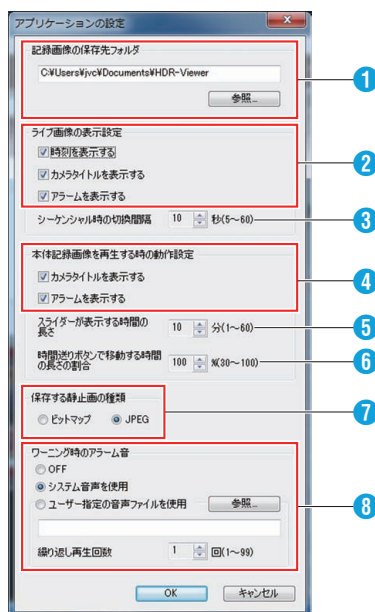 アプリケーションの設定
記録画像の保存先フォルダ
C:¥Users¥jvc¥Documents¥HDR-Viewer
参照...
1
ライブ画像の表示設定
時刻を表示する
カメラタイトルを表示する
アラームを表示する
2
シーケンシャル時の切換間隔 10 秒(5~60)
3
本体記録画像を再生する時の動作設定
カメラタイトルを表示する
アラームを表示する
4
スライダーが表示する時間の
長さ
10 分(1~60)
5
時間送りボタンで移動する時間
の長さの割合
100 %(30~100)
6
保存する静止画の種類
ビットマップ JPEG
7
ワーニング時のアラーム音
OFF
システム音声を使用
ユーザー指定の音声ファイルを使用 参照...
繰り返し再生回数 1 回(1~99)
8
OK キャンセル